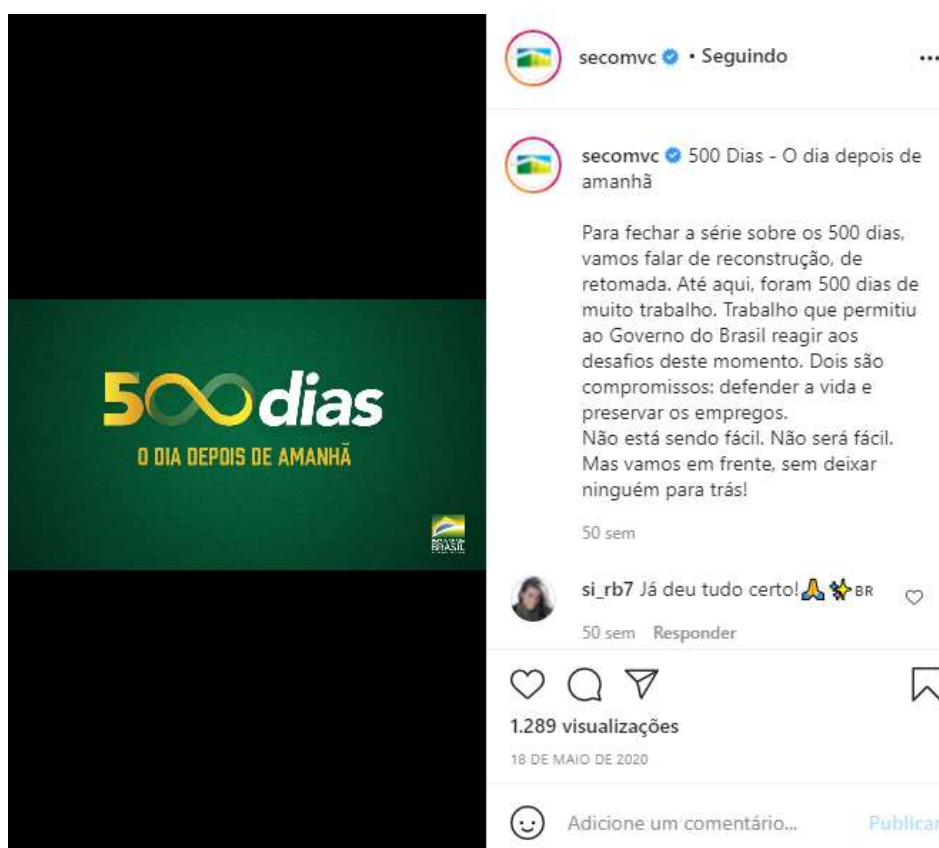 500dias
O DIA DEPOIS DE AMANHÃ
BRASIL
secomvc • Seguindo
secomvc 500 Dias - O dia depois de
amanhã
Para fechar a série sobre os 500 dias,
vamos falar de reconstrução, de
retomada. Até aqui, foram 500 dias de
muito trabalho. Trabalho que permitiu
ao Governo do Brasil reagir aos
desafios deste momento. Dois são
compromissos: defender a vida e
preservar os empregos.
Não está sendo fácil. Não será fácil.
Mas vamos em frente, sem deixar
ninguém para trás!
50 sem
si_rb7 Já deu tudo certo!🙏✨BR
50 sem Responder
1.289 visualizações
18 DE MAIO DE 2020
Adicione um comentário... Publicar